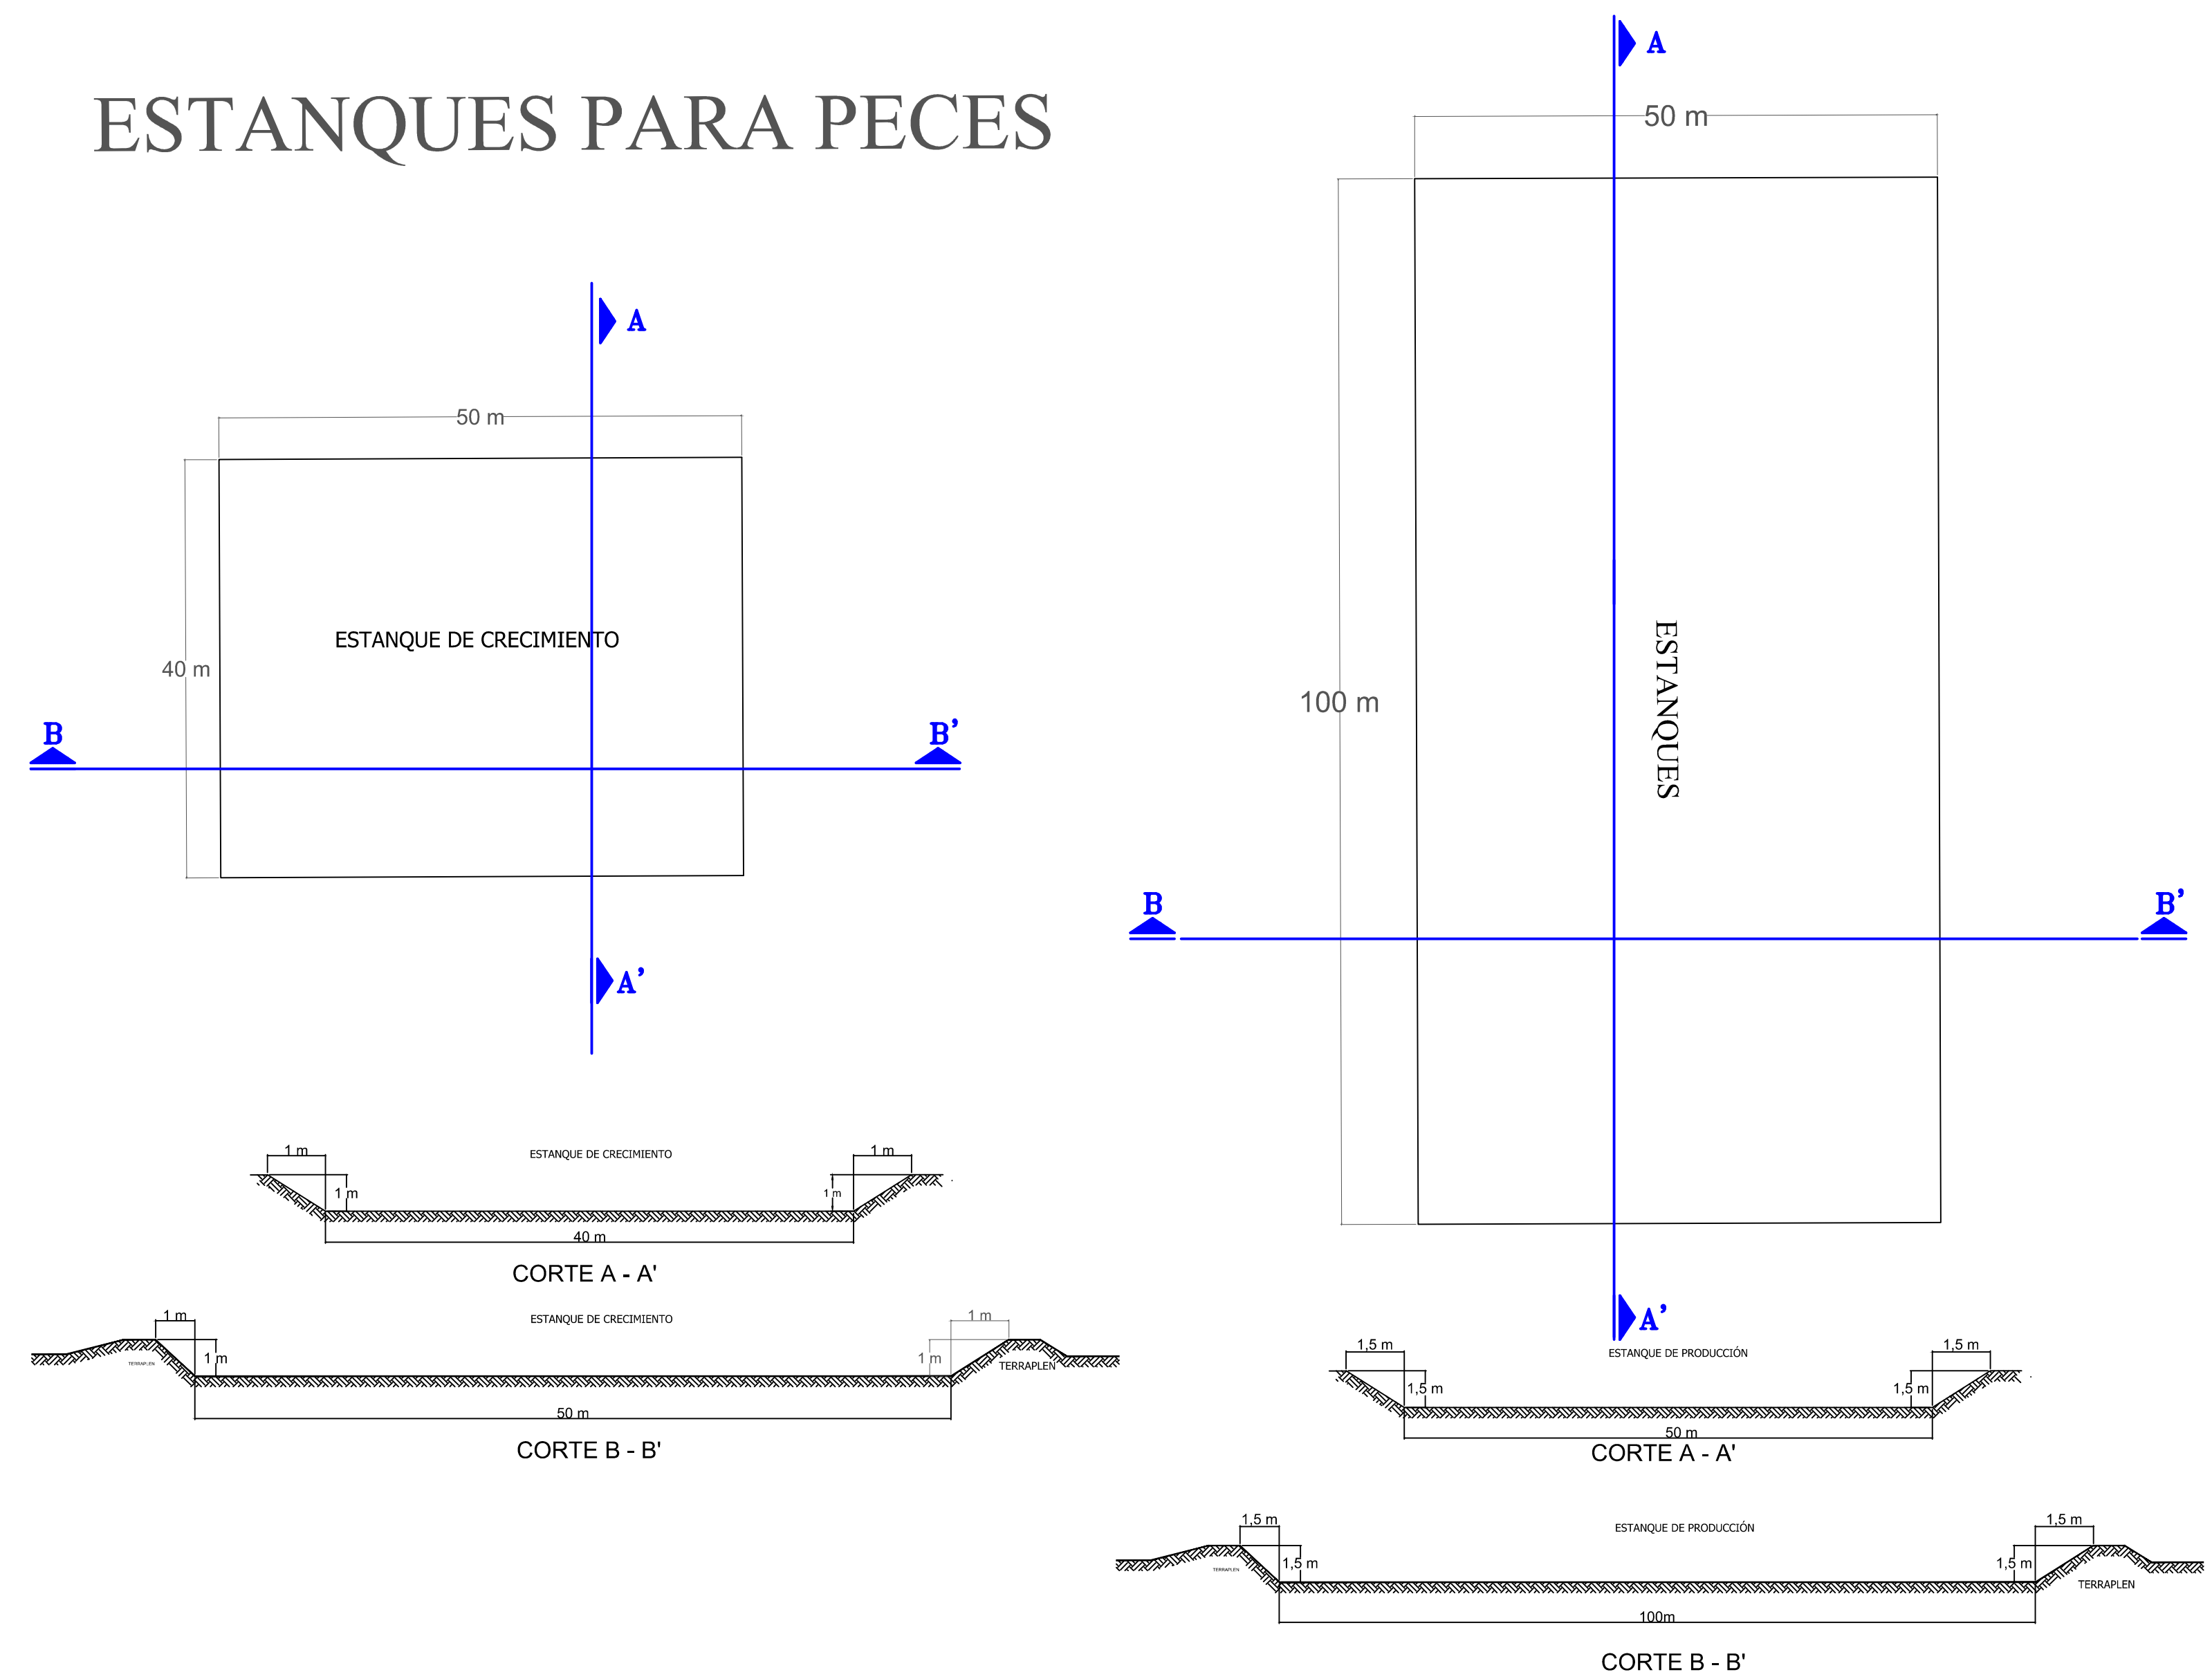 ESTANQUES PARA PECES
A
50 m
ESTANQUE DE CRECIMIENTO
40 m
B
B'
A'
A
50 m
100 m
ESTANQUES
B
B'
A'
ESTANQUE DE CRECIMIENTO
1 m
1 m
1 m
1 m
40 m
CORTE A - A'
ESTANQUE DE CRECIMIENTO
1 m
1 m
1 m
1 m
TERRAPLEN
TERRAPLEN
50 m
CORTE B - B'
ESTANQUE DE PRODUCCIÓN
1,5 m
1,5 m
1,5 m
1,5 m
50 m
CORTE A - A'
ESTANQUE DE PRODUCCIÓN
1,5 m
1,5 m
1,5 m
1,5 m
TERRAPLEN
TERRAPLEN
100m
CORTE B - B'